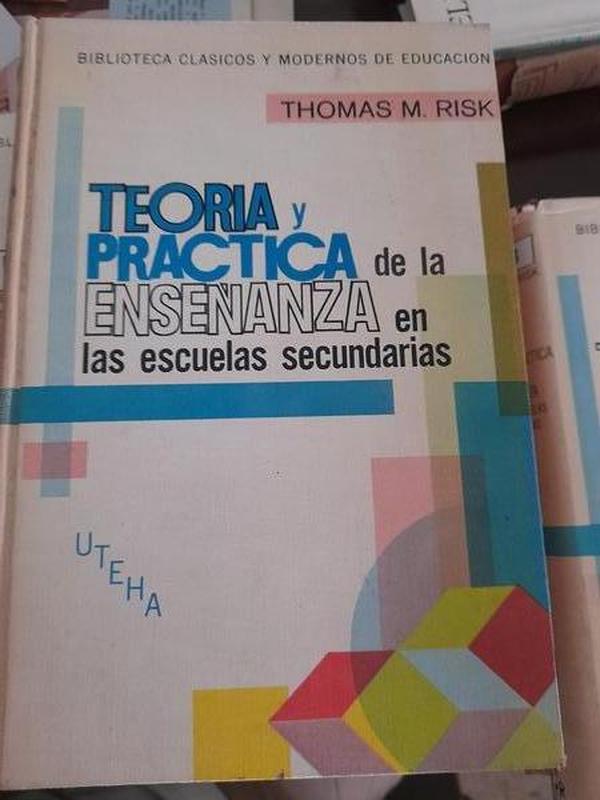 BIBLIOTECA CLASICOS Y MODERNOS DE EDUCACION
THOMAS M. RISK
TEORIA y
PRACTICA de la
ENSEÑANZA en
las escuelas secundarias
UTEHA